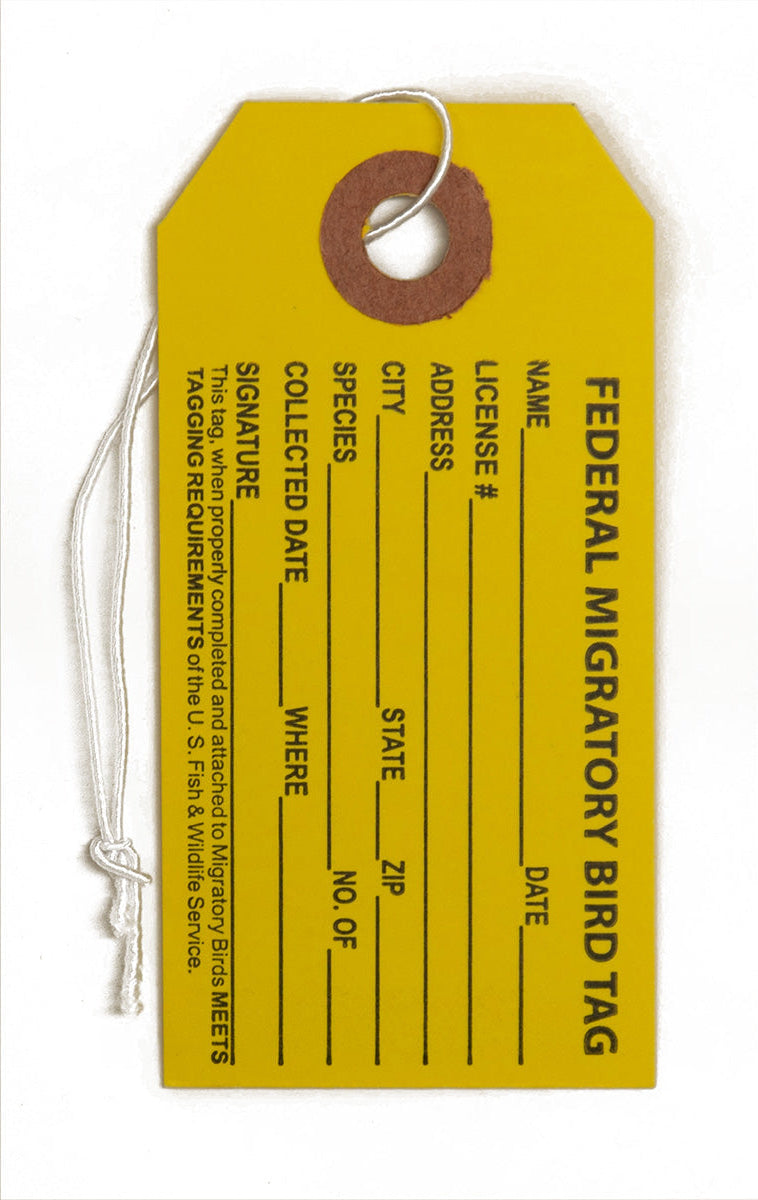 FEDERAL MIGRATORY BIRD TAG
NAME DATE
LICENSE #
ADDRESS
CITY STATE ZIP
SPECIES NO. OF
COLLECTED DATE WHERE
SIGNATURE
This tag, when properly completed and attached to Migratory Birds MEETS
TAGGING REQUIREMENTS of the U. S. Fish & Wildlife Service.